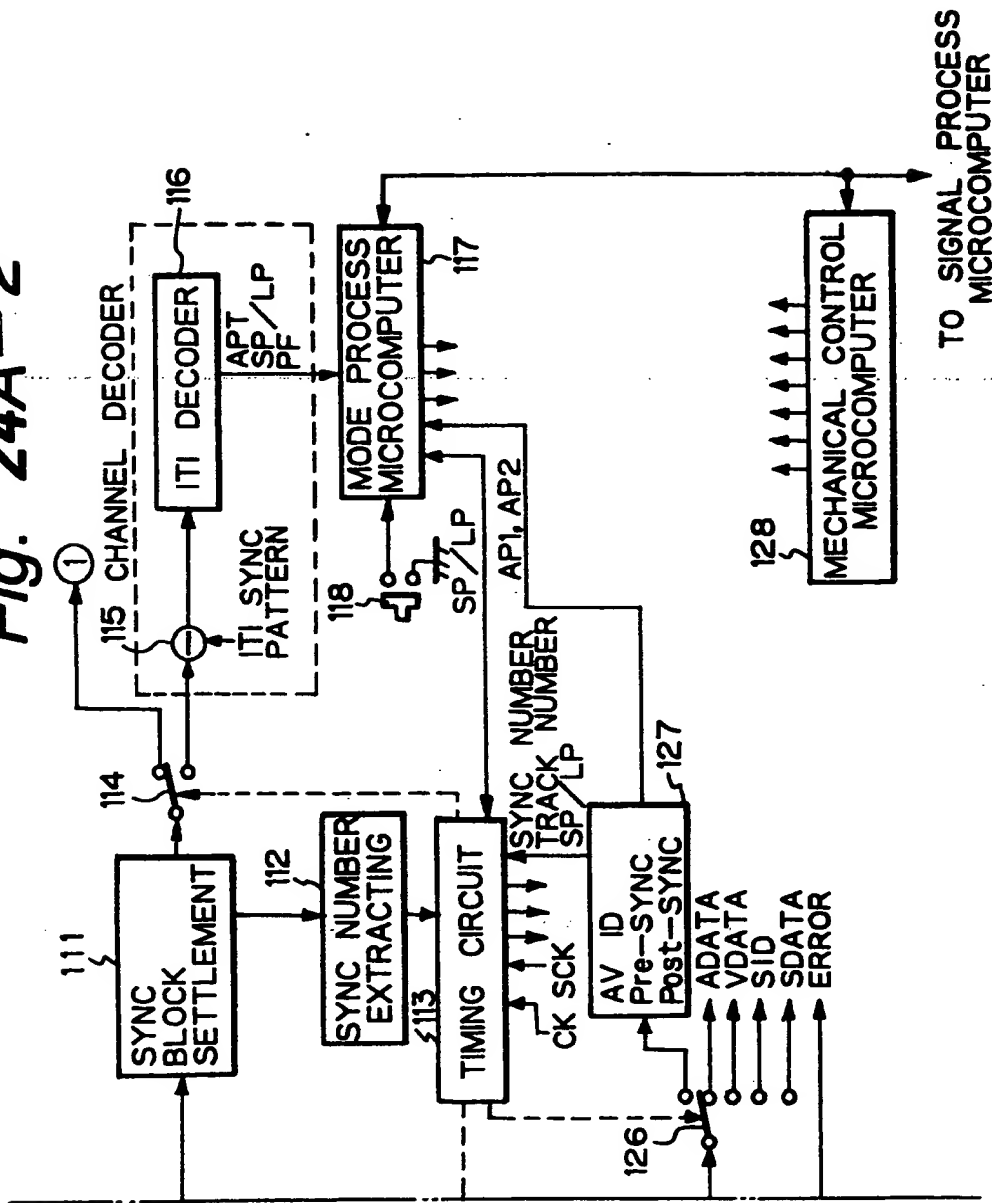 Fig. 24A-2
111
SYNC
BLOCK
SETTLEMENT
114
1
115
CHANNEL DECODER
ITI SYNC
PATTERN
ITI DECODER
116
APT
SP/LP
PF
112
SYNC NUMBER
EXTRACTING
113
TIMING CIRCUIT
CK SCK
118
SP/LP
MODE PROCESS
MICROCOMPUTER
117
AP1, AP2
SYNC NUMBER
TRACK NUMBER
SP/LP
AV ID
Pre-SYNC
Post-SYNC
127
126
ADATA
VDATA
SID
SDATA
ERROR
128
MECHANICAL CONTROL
MICROCOMPUTER
TO SIGNAL PROCESS
MICROCOMPUTER